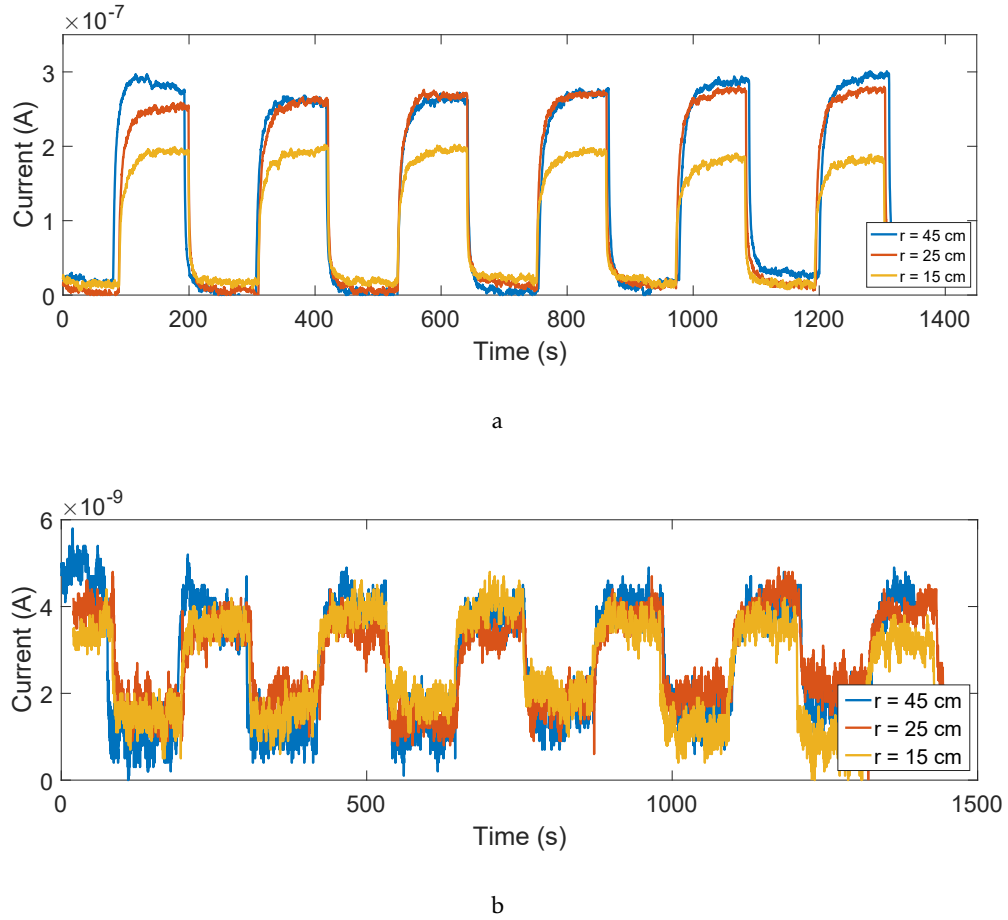 ×10-7
3
2
1
0
Current (A)
r = 45 cm
r = 25 cm
r = 15 cm
0 200 400 600 800 1000 1200 1400
Time (s)
a
×10-9
6
4
2
0
Current (A)
r = 45 cm
r = 25 cm
r = 15 cm
0 500 1000 1500
Time (s)
b